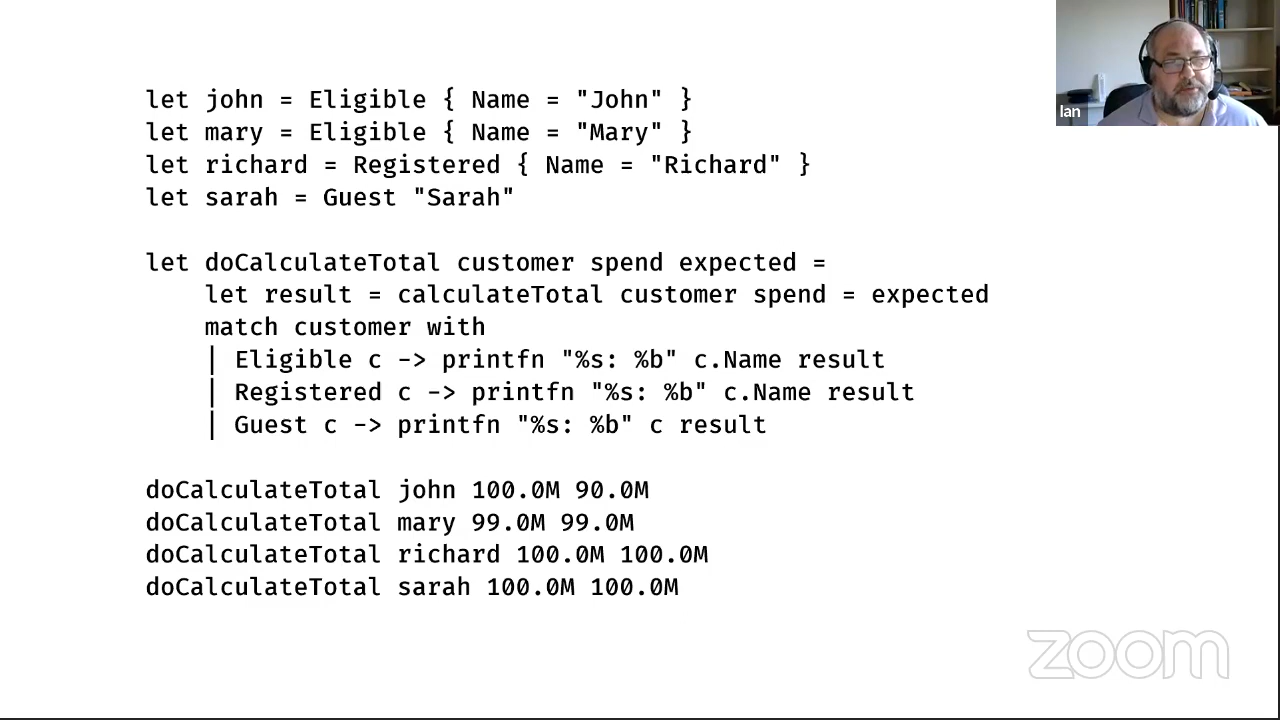 let john = Eligible { Name = "John" }
let mary = Eligible { Name = "Mary" }
let richard = Registered { Name = "Richard" }
let sarah = Guest "Sarah"
let doCalculateTotal customer spend expected =
    let result = calculateTotal customer spend = expected
    match customer with
    | Eligible c -> printfn "%s: %b" c.Name result
    | Registered c -> printfn "%s: %b" c.Name result
    | Guest c -> printfn "%s: %b" c result
doCalculateTotal john 100.0M 90.0M
doCalculateTotal mary 99.0M 99.0M
doCalculateTotal richard 100.0M 100.0M
doCalculateTotal sarah 100.0M 100.0M
Ian
zoom